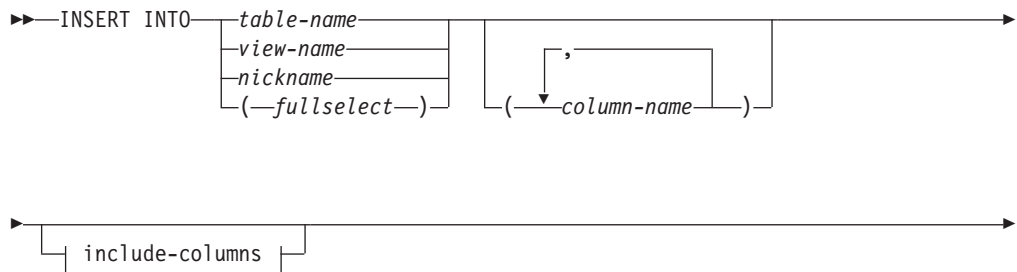 INSERT INTO table-name
view-name
nickname
( fullselect )
,
( column-name )
include-columns